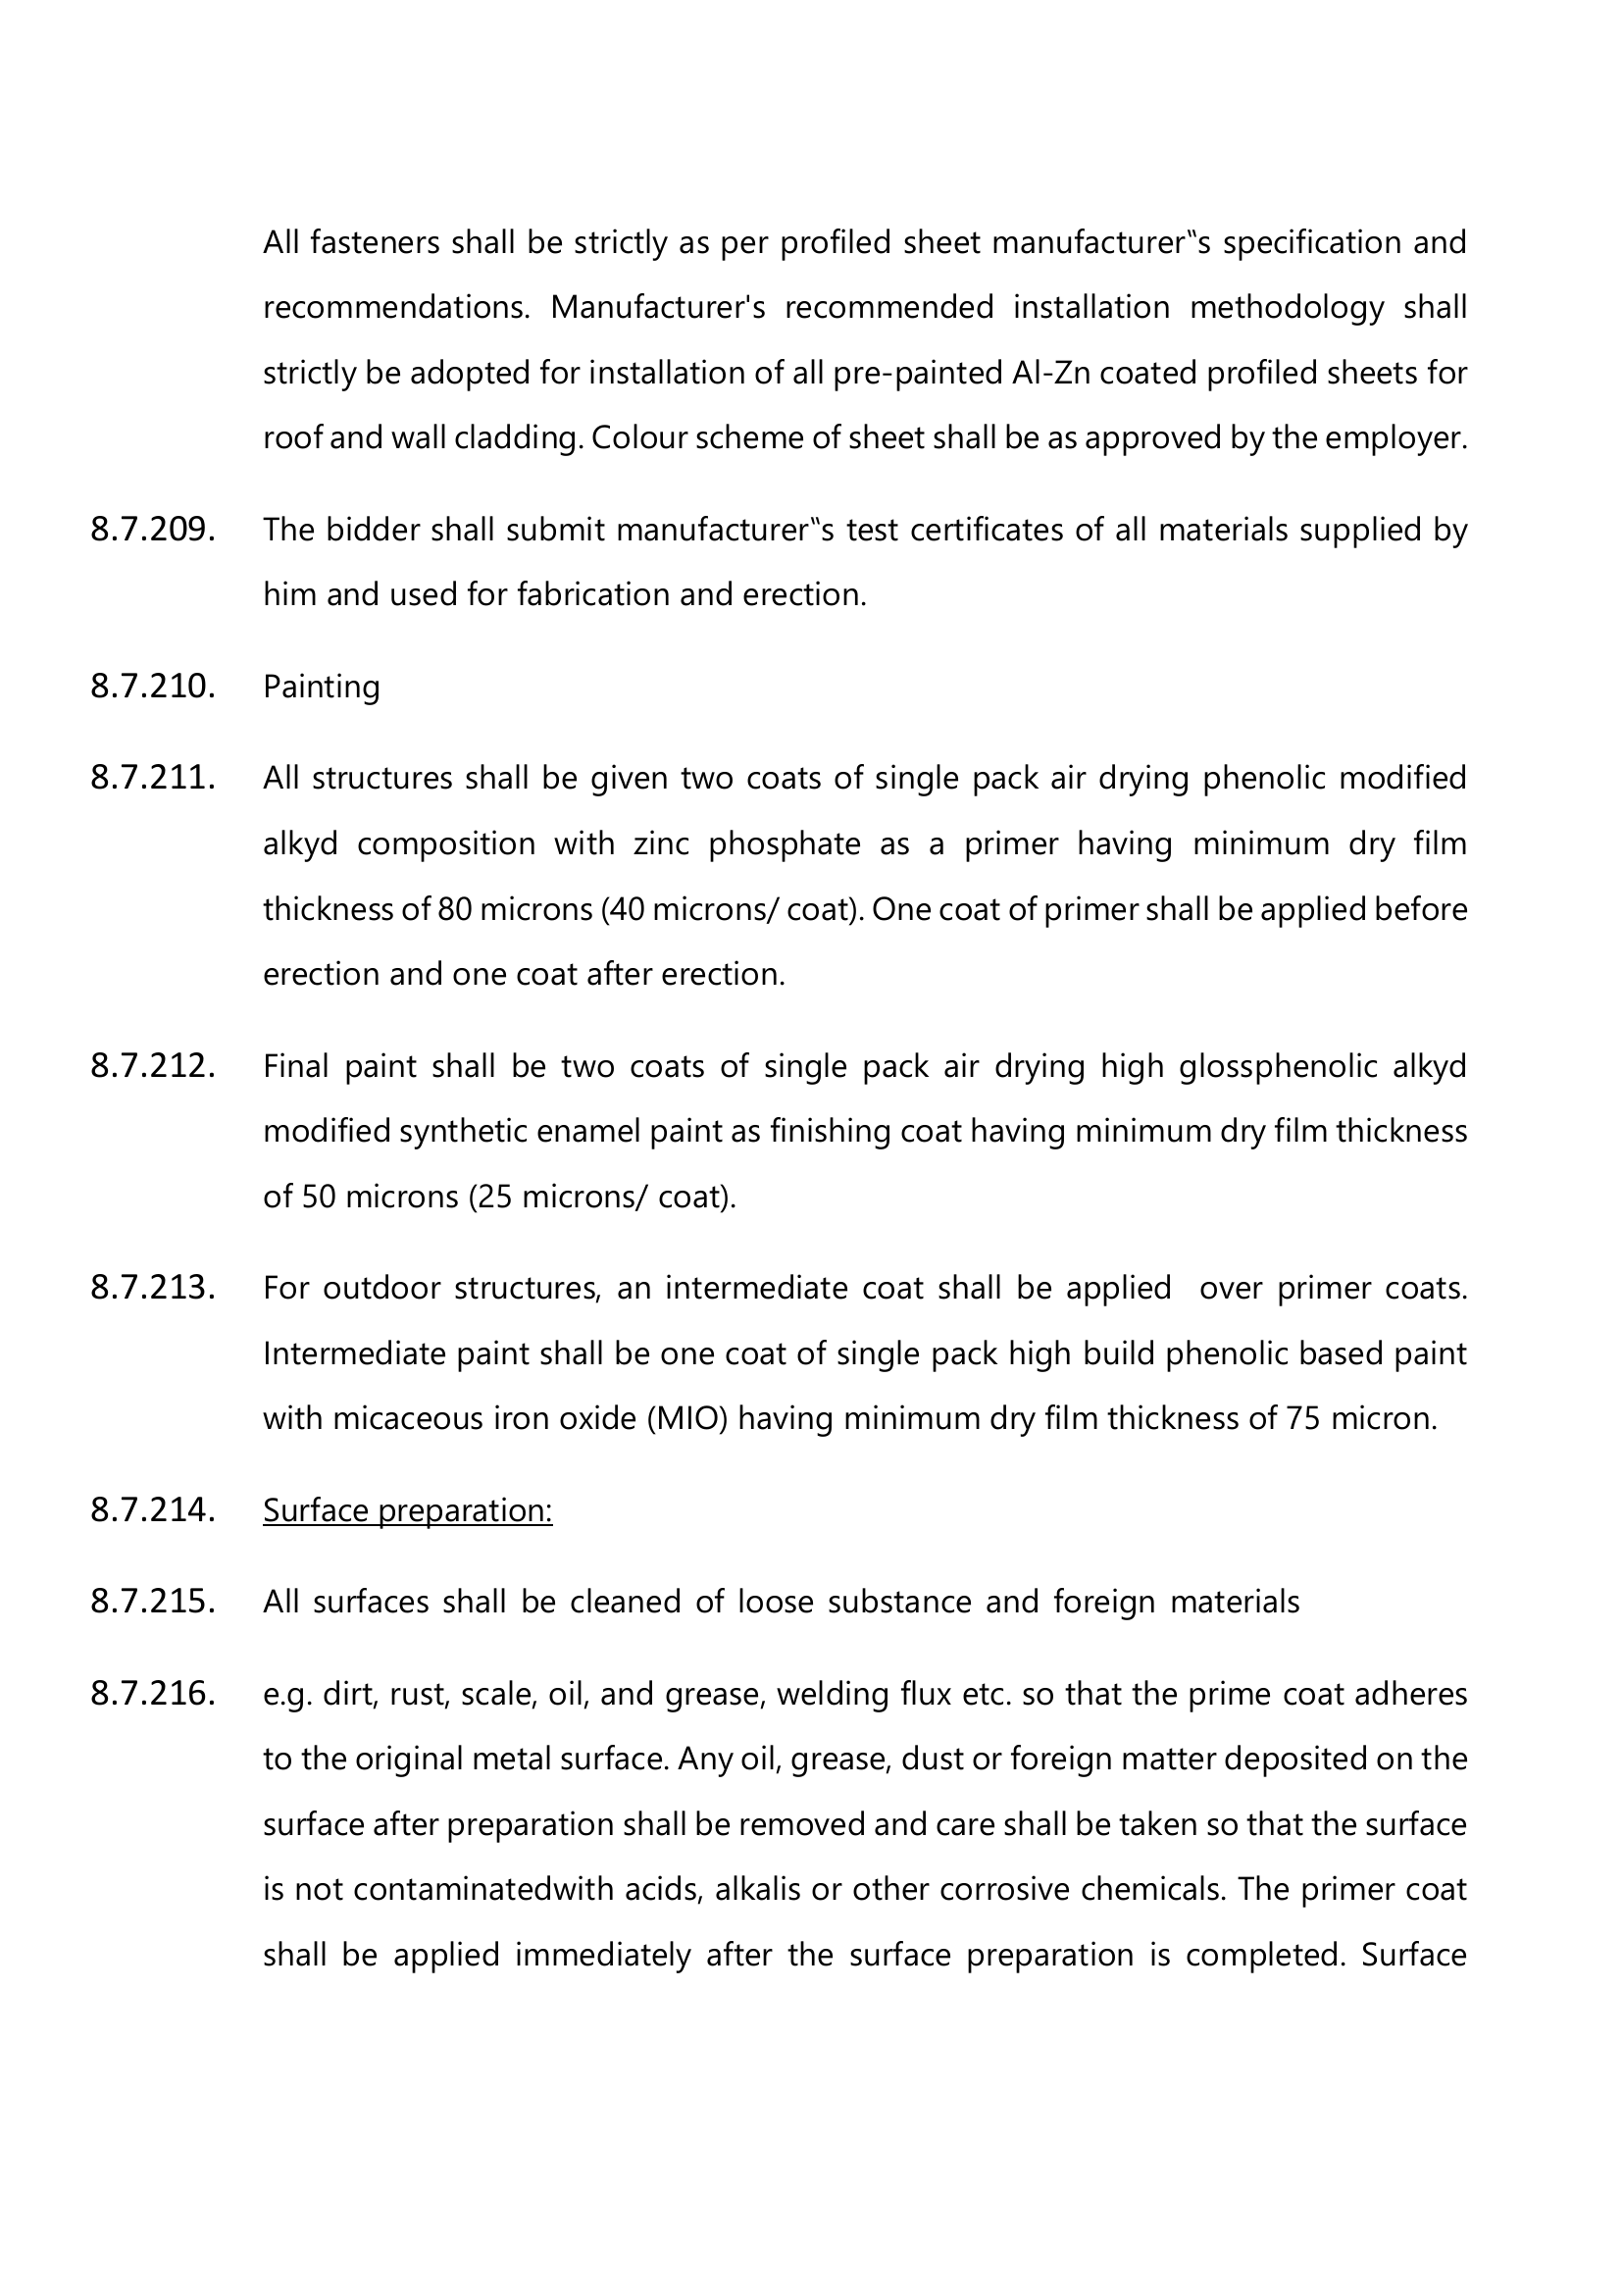 All fasteners shall be strictly as per profiled sheet manufacturer‟s specification and
recommendations. Manufacturer's recommended installation methodology shall
strictly be adopted for installation of all pre-painted Al-Zn coated profiled sheets for
roof and wall cladding. Colour scheme of sheet shall be as approved by the employer.
8.7.209. The bidder shall submit manufacturer‟s test certificates of all materials supplied by
him and used for fabrication and erection.
8.7.210. Painting
8.7.211. All structures shall be given two coats of single pack air drying phenolic modified
alkyd composition with zinc phosphate as a primer having minimum dry film
thickness of 80 microns (40 microns/ coat). One coat of primer shall be applied before
erection and one coat after erection.
8.7.212. Final paint shall be two coats of single pack air drying high glossphenolic alkyd
modified synthetic enamel paint as finishing coat having minimum dry film thickness
of 50 microns (25 microns/ coat).
8.7.213. For outdoor structures, an intermediate coat shall be applied over primer coats.
Intermediate paint shall be one coat of single pack high build phenolic based paint
with micaceous iron oxide (MIO) having minimum dry film thickness of 75 micron.
8.7.214. Surface preparation:
8.7.215. All surfaces shall be cleaned of loose substance and foreign materials
8.7.216. e.g. dirt, rust, scale, oil, and grease, welding flux etc. so that the prime coat adheres
to the original metal surface. Any oil, grease, dust or foreign matter deposited on the
surface after preparation shall be removed and care shall be taken so that the surface
is not contaminatedwith acids, alkalis or other corrosive chemicals. The primer coat
shall be applied immediately after the surface preparation is completed. Surface